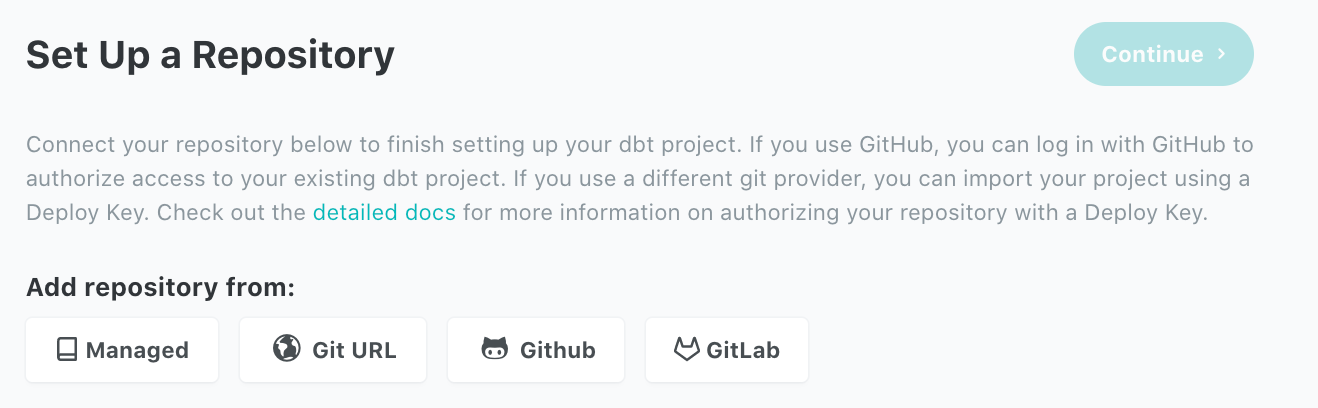 Set Up a Repository
Continue ›
Connect your repository below to finish setting up your dbt project. If you use GitHub, you can log in with GitHub to
authorize access to your existing dbt project. If you use a different git provider, you can import your project using a
Deploy Key. Check out the detailed docs for more information on authorizing your repository with a Deploy Key.
Add repository from:
Managed Git URL Github GitLab